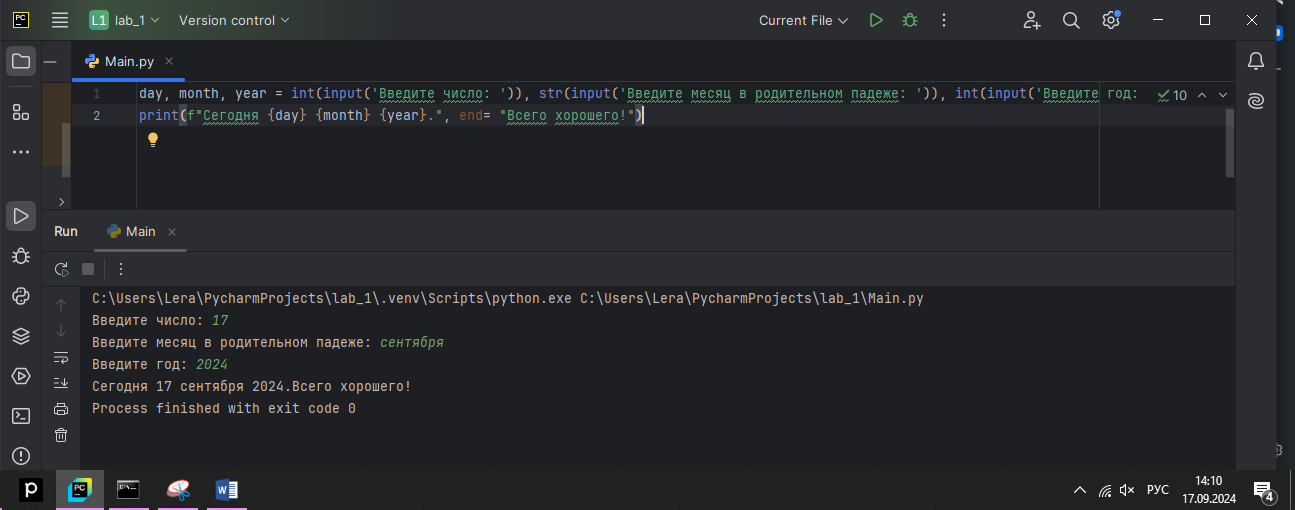 PC L1 lab_1 Version control Current File
Main.py
1 day, month, year = int(input('Введите число: ')), str(input('Введите месяц в родительном падеже: ')), int(input('Введите год: 10
2 print(f"Сегодня {day} {month} {year}.", end= "Всего хорошего!")
Run Main
C:\Users\Lera\PycharmProjects\lab_1\.venv\Scripts\python.exe C:\Users\Lera\PycharmProjects\lab_1\Main.py
Введите число: 17
Введите месяц в родительном падеже: сентября
Введите год: 2024
Сегодня 17 сентября 2024.Всего хорошего!
Process finished with exit code 0
p PC W РУС 14:10
17.09.2024 4